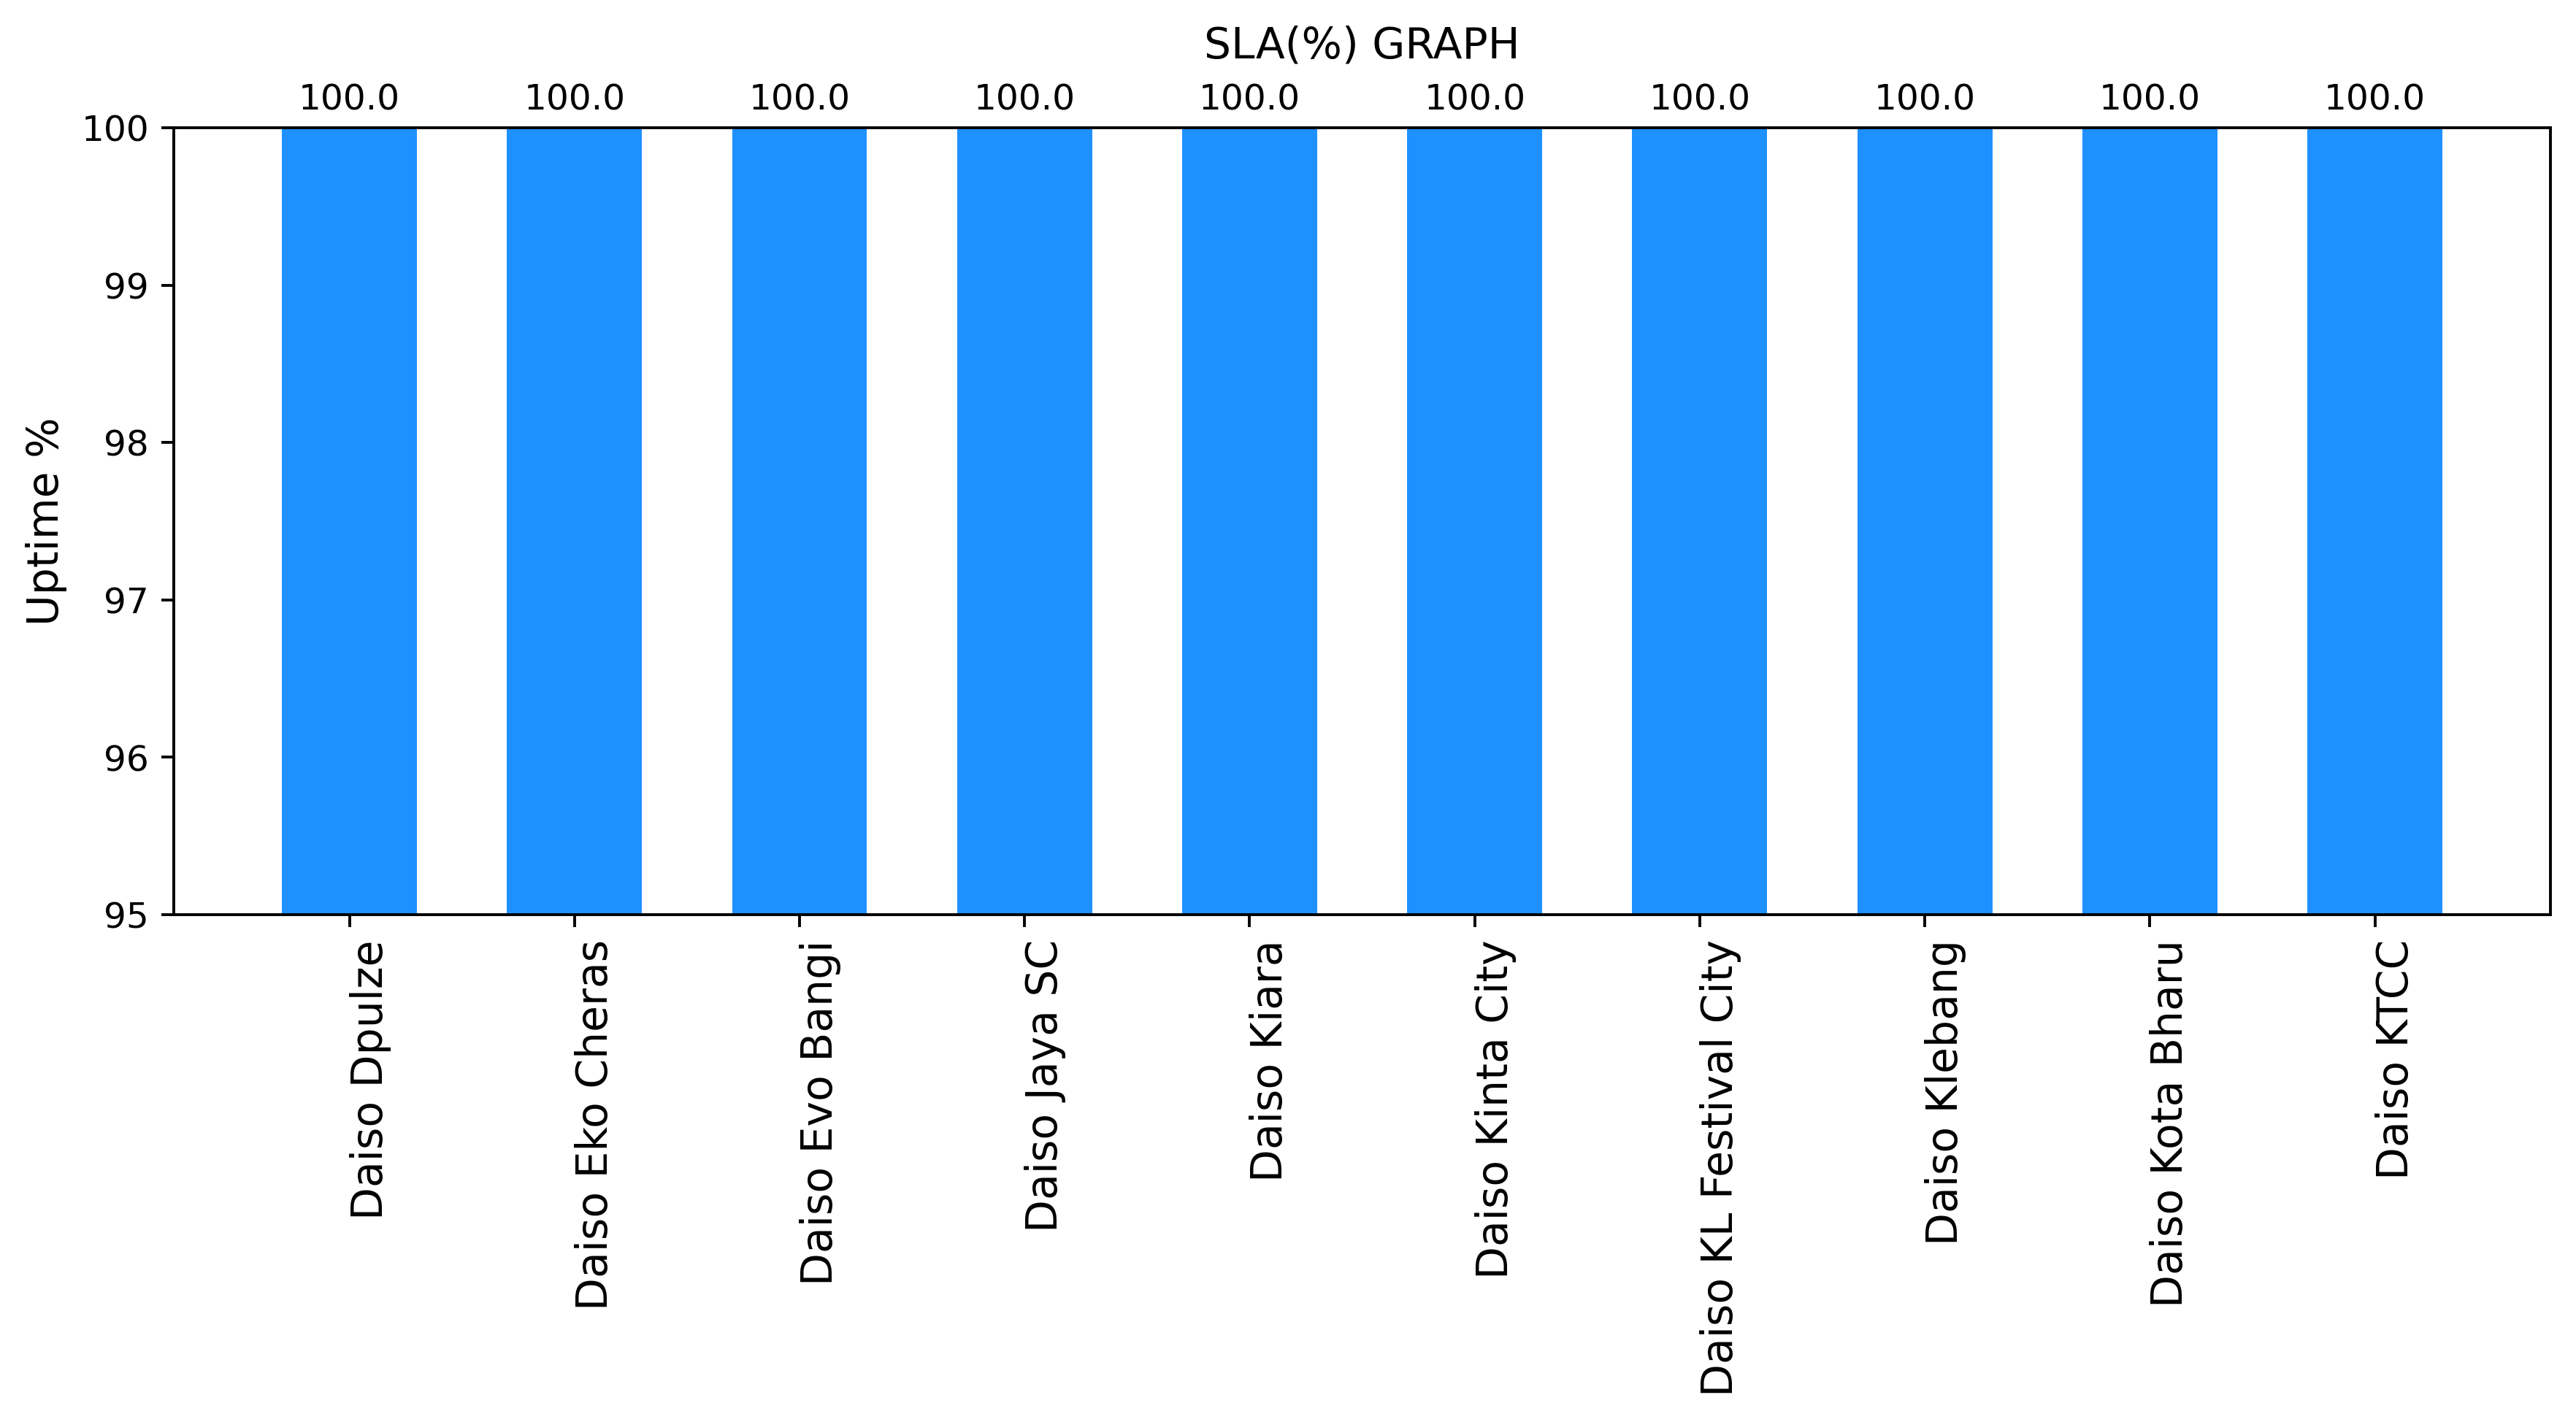 SLA(%) GRAPH
100.0 100.0 100.0 100.0 100.0 100.0 100.0 100.0 100.0 100.0
100
99
98
97
96
95
Uptime %
Daiso Dpulze
Daiso Eko Cheras
Daiso Evo Bangi
Daiso Jaya SC
Daiso Kiara
Daiso Kinta City
Daiso KL Festival City
Daiso Klebang
Daiso Kota Bharu
Daiso KTCC